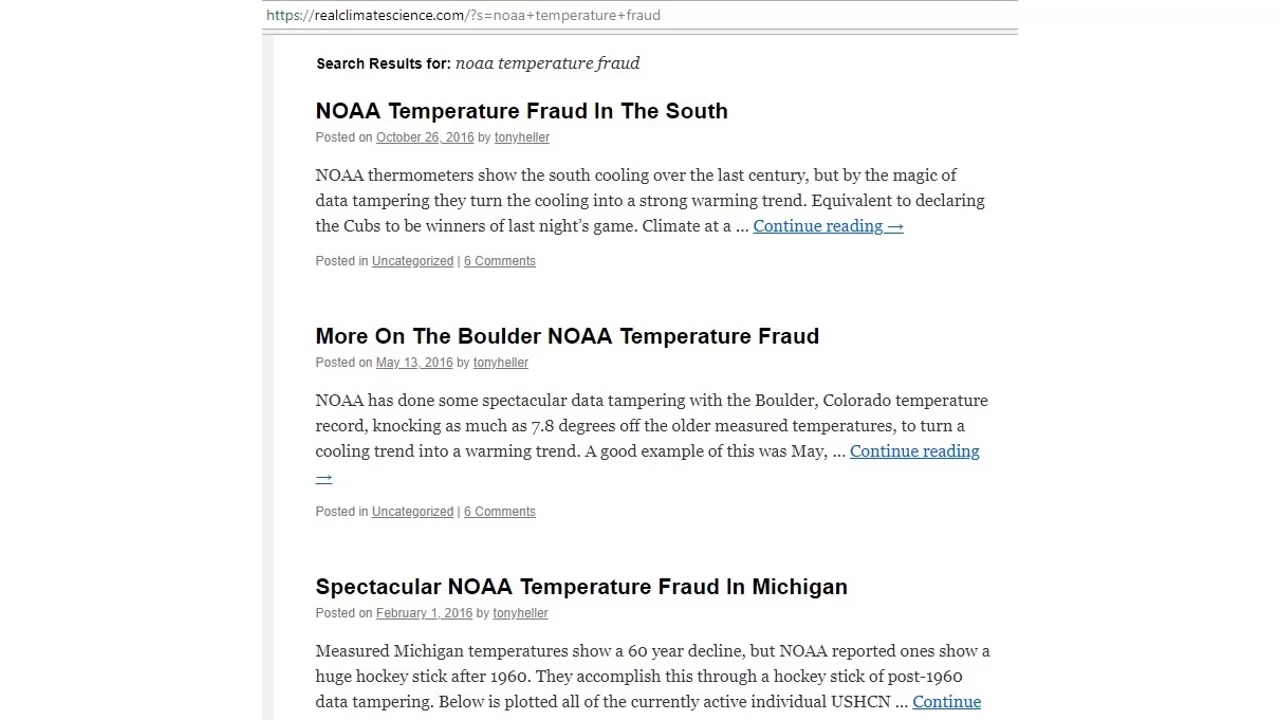 https://realclimatescience.com/?s=noaa+temperature+fraud
Search Results for: noaa temperature fraud
NOAA Temperature Fraud In The South
Posted on October 26, 2016 by tonyheller
NOAA thermometers show the south cooling over the last century, but by the magic of
data tampering they turn the cooling into a strong warming trend. Equivalent to declaring
the Cubs to be winners of last night’s game. Climate at a ... Continue reading →
Posted in Uncategorized | 6 Comments
More On The Boulder NOAA Temperature Fraud
Posted on May 13, 2016 by tonyheller
NOAA has done some spectacular data tampering with the Boulder, Colorado temperature
record, knocking as much as 7.8 degrees off the older measured temperatures, to turn a
cooling trend into a warming trend. A good example of this was May, ... Continue reading
→
Posted in Uncategorized | 6 Comments
Spectacular NOAA Temperature Fraud In Michigan
Posted on February 1, 2016 by tonyheller
Measured Michigan temperatures show a 60 year decline, but NOAA reported ones show a
huge hockey stick after 1960. They accomplish this through a hockey stick of post-1960
data tampering. Below is plotted all of the currently active individual USHCN ... Continue